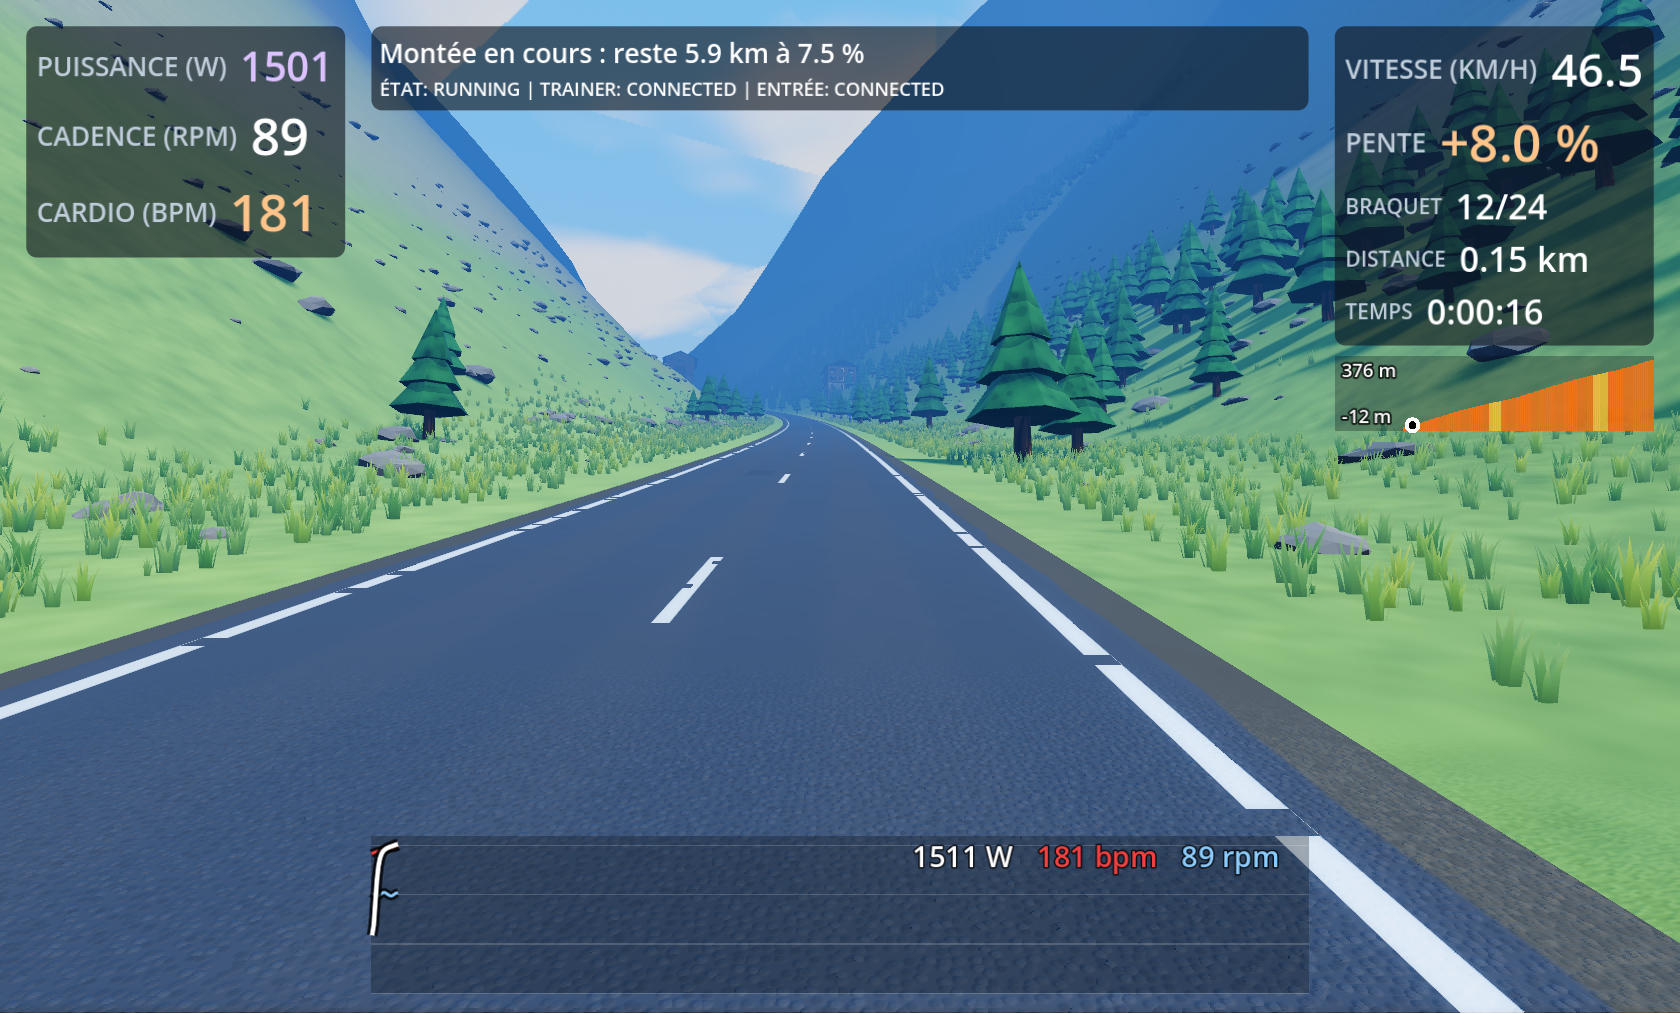 PUISSANCE (W) 1501
CADENCE (RPM) 89
CARDIO (BPM) 181
Montée en cours : reste 5.9 km à 7.5 %
ÉTAT: RUNNING | TRAINER: CONNECTED | ENTRÉE: CONNECTED
VITESSE (KM/H) 46.5
PENTE +8.0 %
BRAQUET 12/24
DISTANCE 0.15 km
TEMPS 0:00:16
376 m
-12 m
1511 W 181 bpm 89 rpm